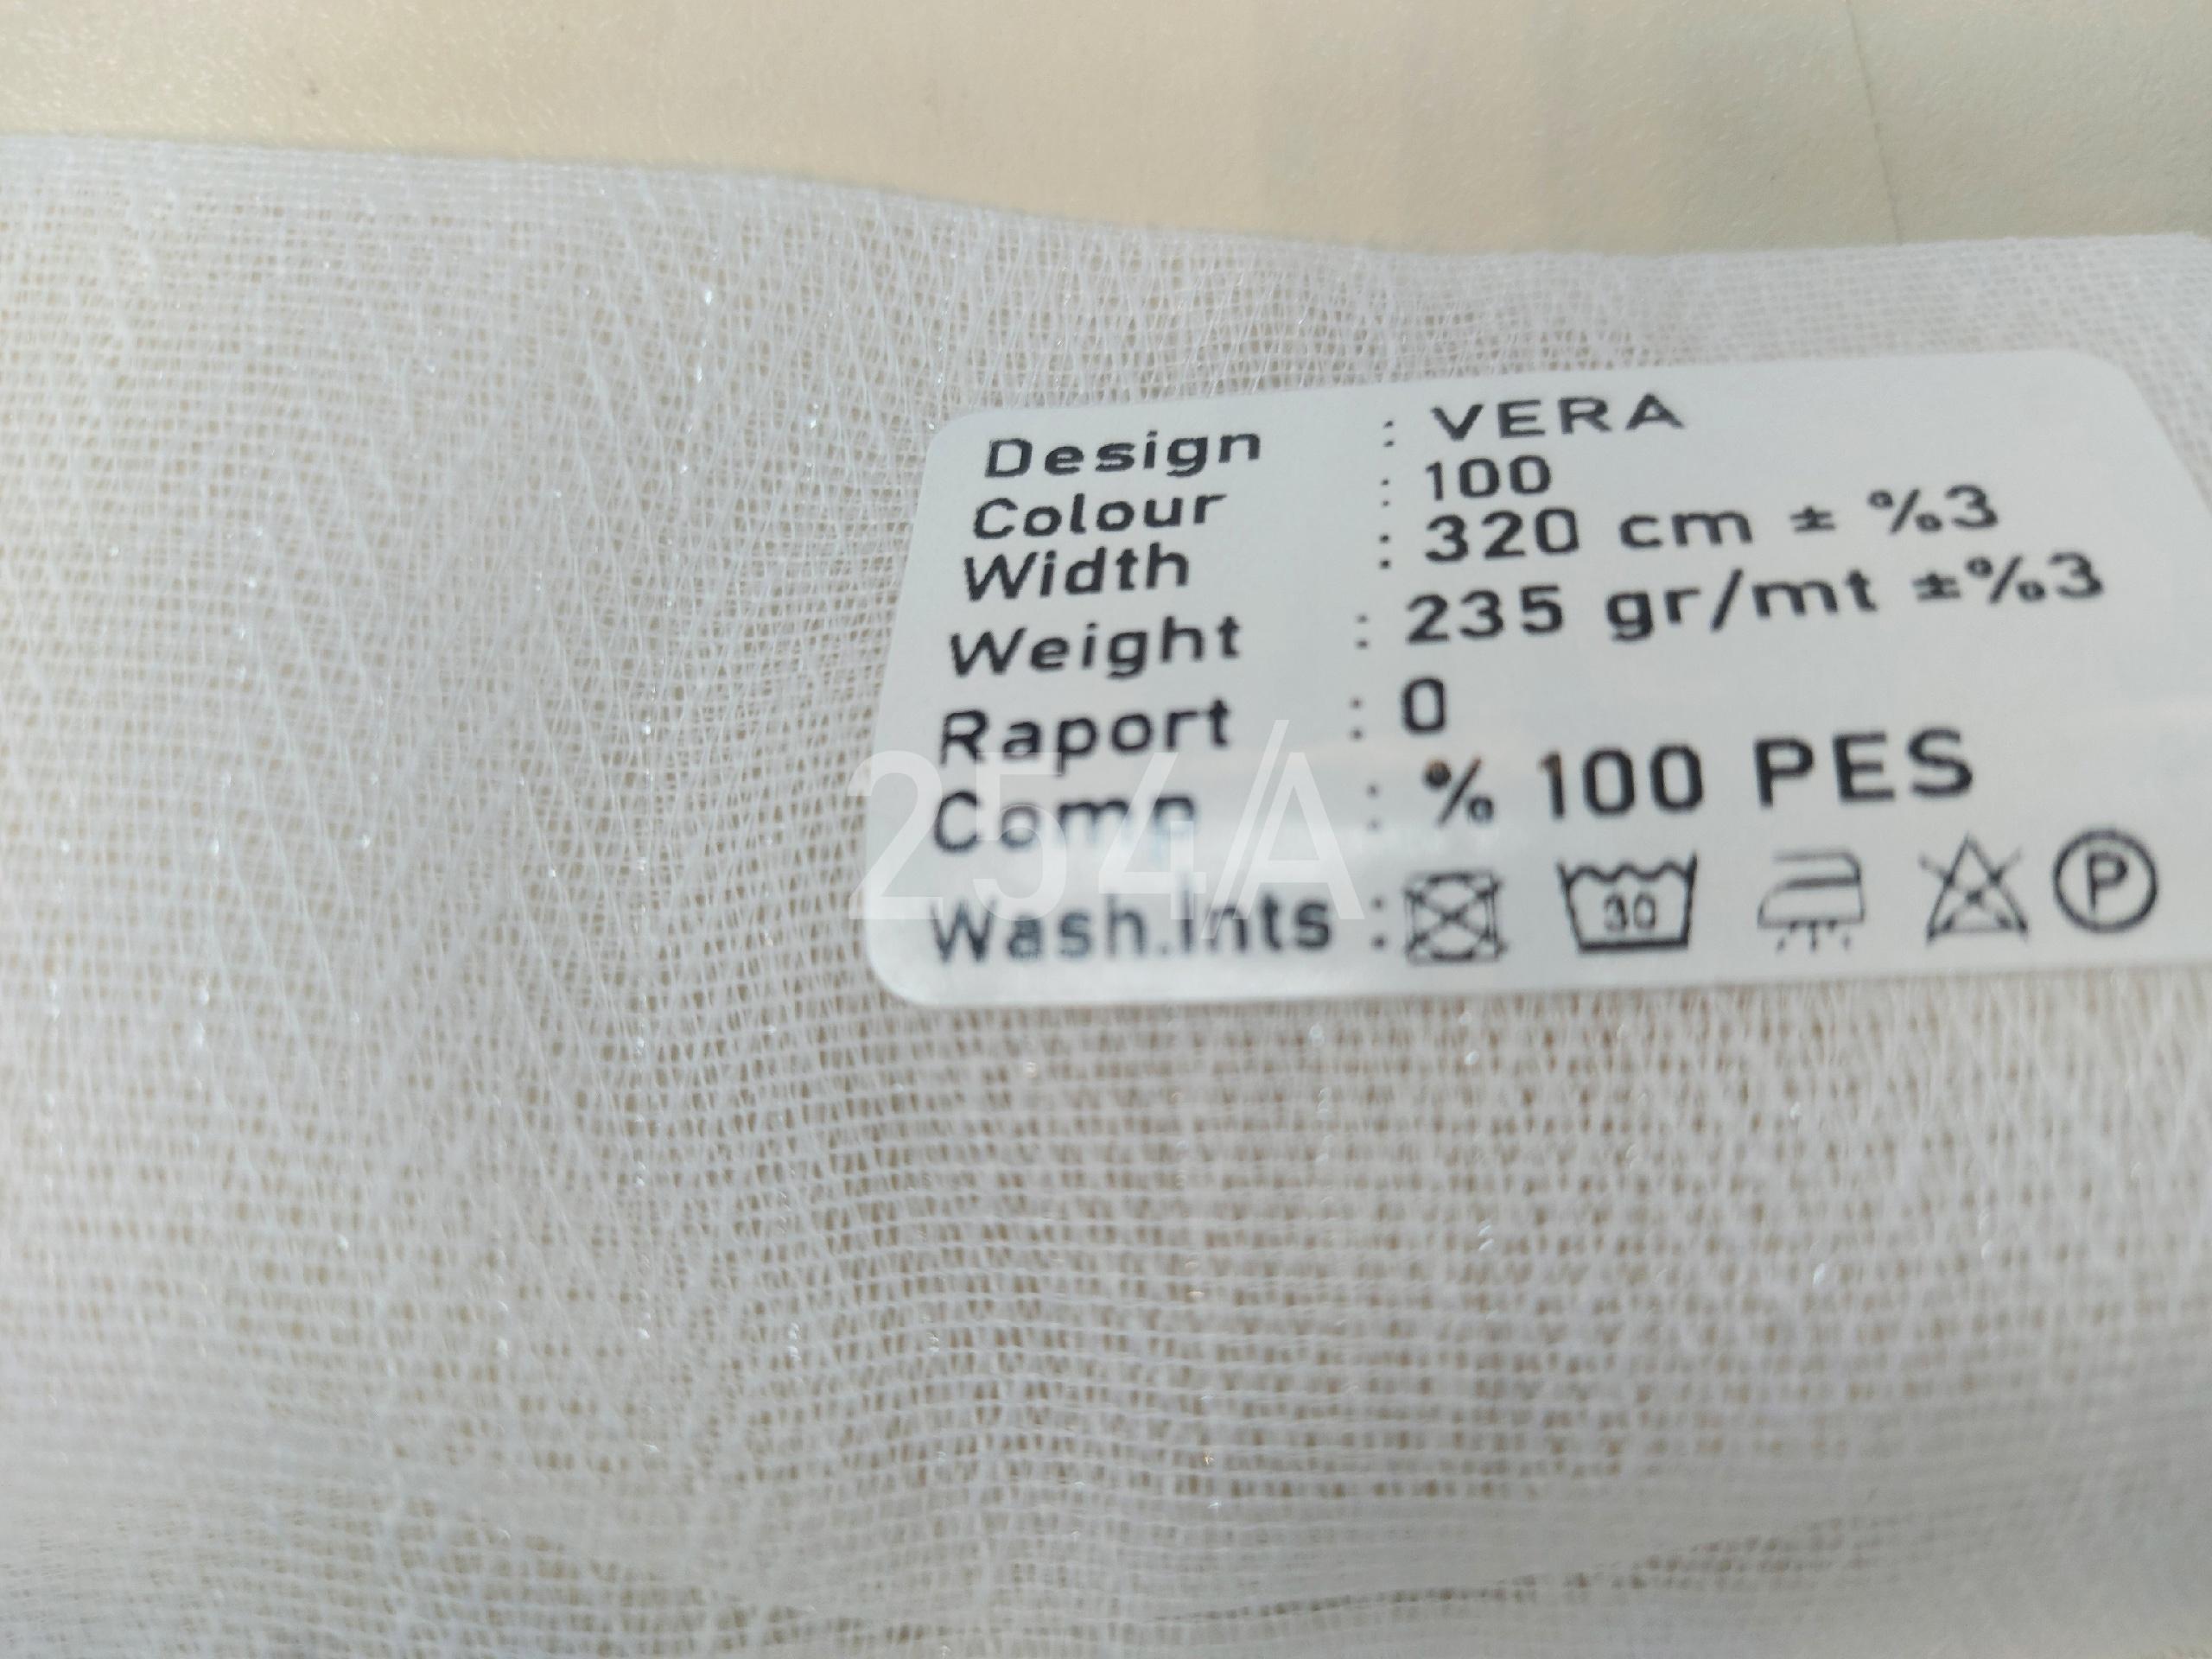 Design : VERA
Colour : 100
Width : 320 cm ± %3
Weight : 235 gr/mt ±%3
Raport : 0
Comp : % 100 PES
Wash.Ints :
30
P
254/A